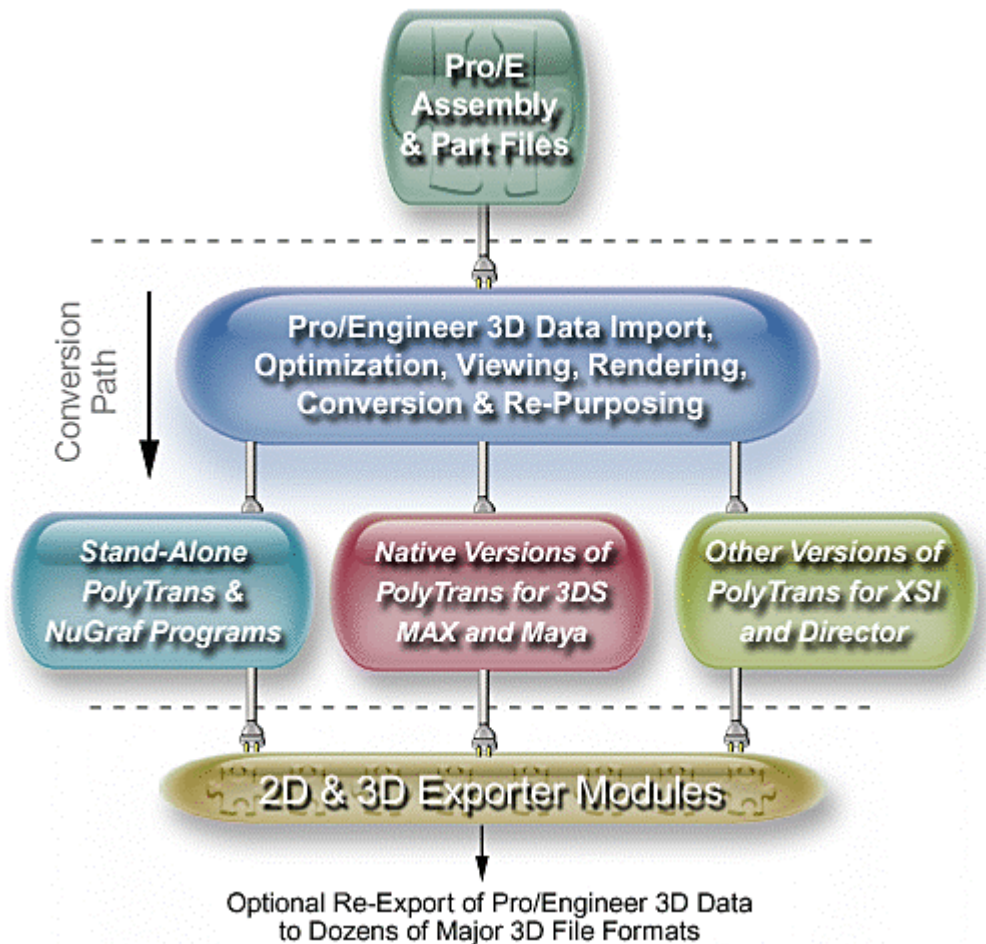 Pro/E
Assembly
& Part Files
Conversion
Path
Pro/Engineer 3D Data Import,
Optimization, Viewing, Rendering,
Conversion & Re-Purposing
Stand-Alone
PolyTrans &
NuGraf Programs
Native Versions of
PolyTrans for 3DS
MAX and Maya
Other Versions of
PolyTrans for XSI
and Director
2D & 3D Exporter Modules
Optional Re-Export of Pro/Engineer 3D Data
to Dozens of Major 3D File Formats